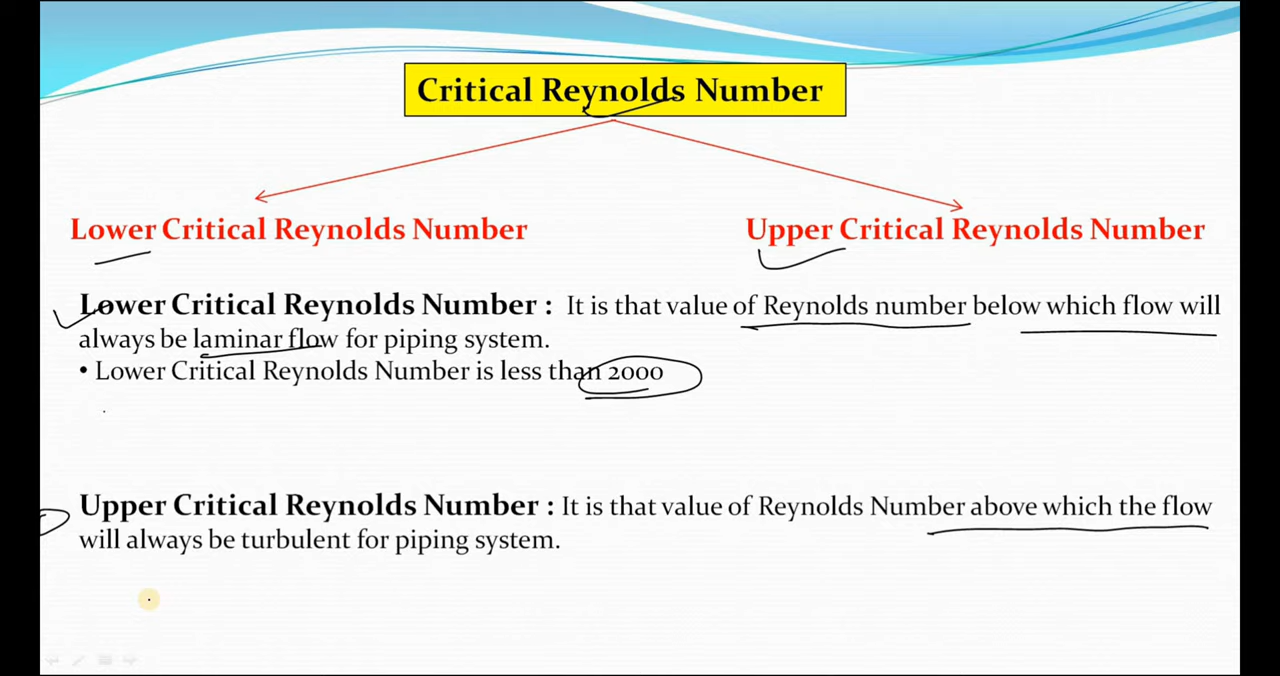 Critical Reynolds Number
Lower Critical Reynolds Number
Upper Critical Reynolds Number
Lower Critical Reynolds Number : It is that value of Reynolds number below which flow will
always be laminar flow for piping system.
• Lower Critical Reynolds Number is less than 2000
Upper Critical Reynolds Number : It is that value of Reynolds Number above which the flow
will always be turbulent for piping system.